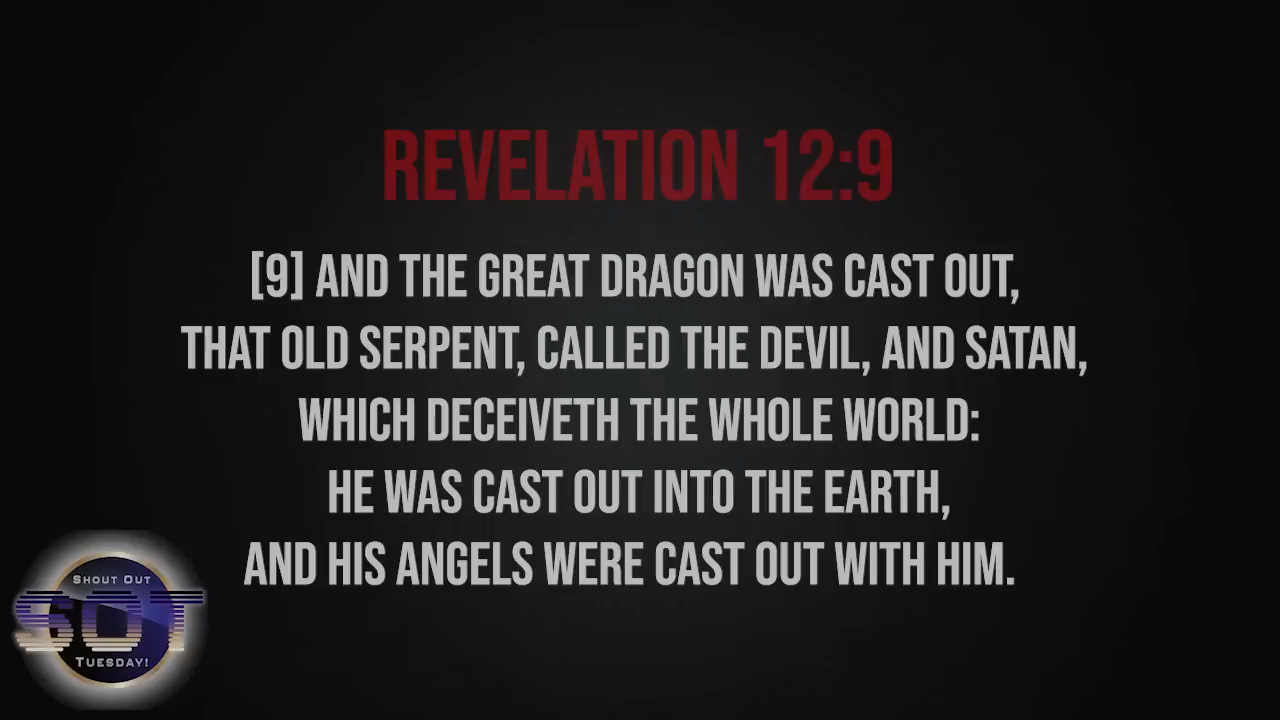 REVELATION 12:9
[9] AND THE GREAT DRAGON WAS CAST OUT,
THAT OLD SERPENT, CALLED THE DEVIL, AND SATAN,
WHICH DECEIVETH THE WHOLE WORLD:
HE WAS CAST OUT INTO THE EARTH,
AND HIS ANGELS WERE CAST OUT WITH HIM.
SHOUT OUT
SOT
TUESDAY!